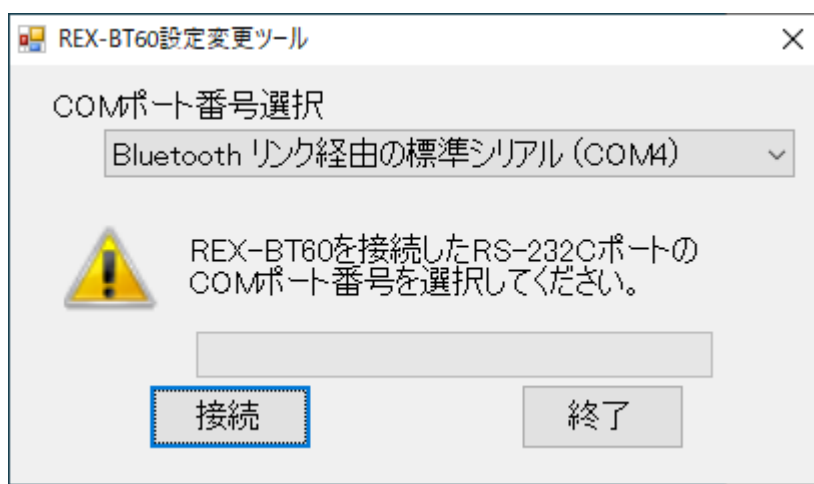 REX-BT60設定変更ツール
COMポート番号選択
Bluetooth リンク経由の標準シリアル (COM4)
REX-BT60を接続したRS-232Cポートの
COMポート番号を選択してください。
接続
終了